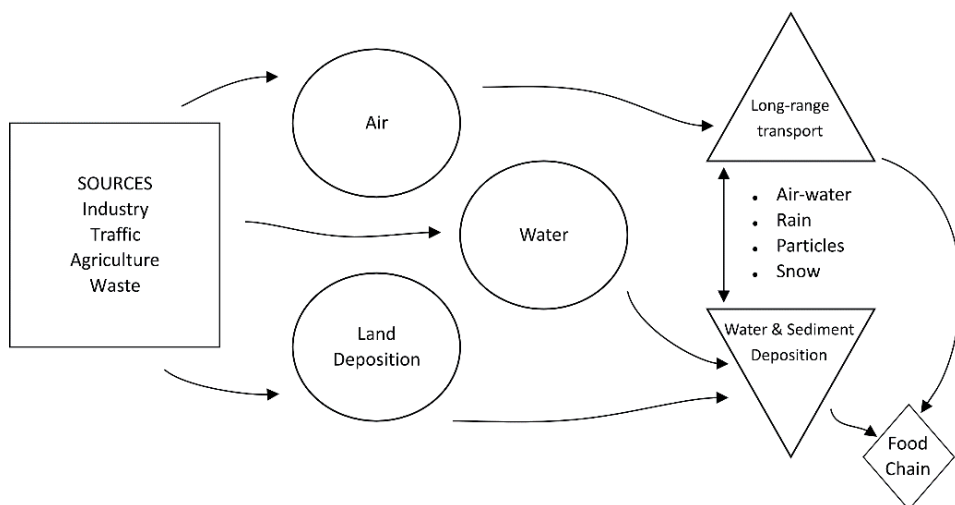 SOURCES
Industry
Traffic
Agriculture
Waste
Air
Water
Land
Deposition
Long-range
transport
• Air-water
• Rain
• Particles
• Snow
Water & Sediment
Deposition
Food
Chain